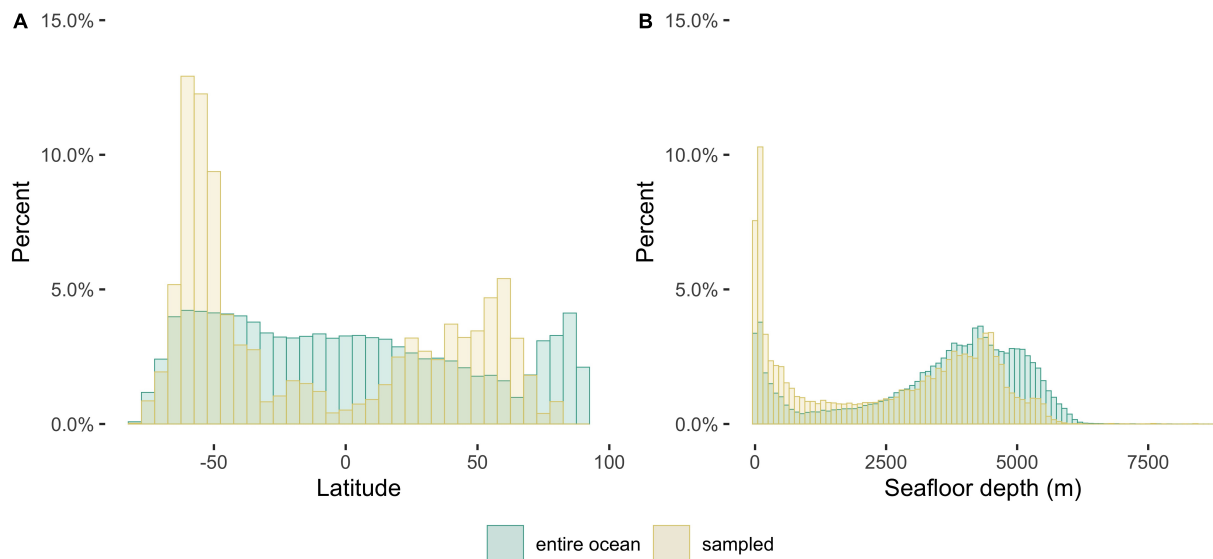 A
15.0%
10.0%
5.0%
0.0%
Percent
-50 0 50 100
Latitude
B
15.0%
10.0%
5.0%
0.0%
Percent
0 2500 5000 7500
Seafloor depth (m)
entire ocean sampled